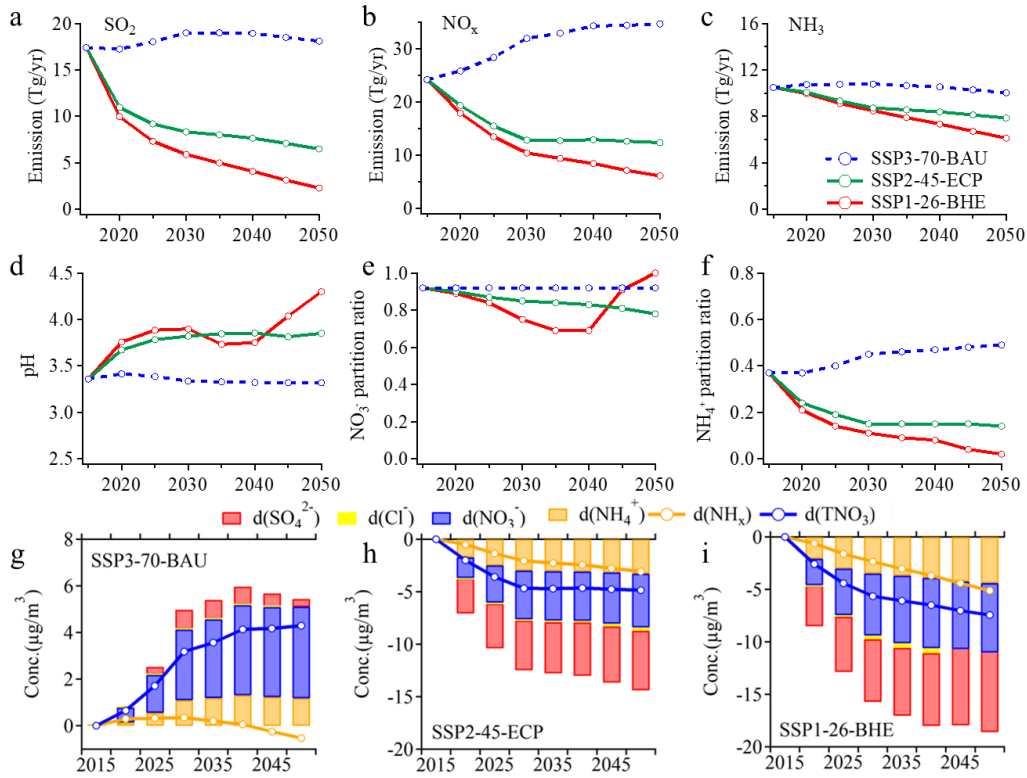 a
SO2
Emission (Tg/yr)
20
15
10
5
0
2020 2030 2040 2050
b
NOx
Emission (Tg/yr)
30
20
10
0
2020 2030 2040 2050
c
NH3
Emission (Tg/yr)
16
12
8
4
0
SSP3-70-BAU
SSP2-45-ECP
SSP1-26-BHE
2020 2030 2040 2050
d
pH
4.5
4.0
3.5
3.0
2.5
2020 2030 2040 2050
e
NO3- partition ratio
1.0
0.8
0.6
0.4
0.2
0.0
2020 2030 2040 2050
f
NH4+ partition ratio
0.8
0.6
0.4
0.2
0.0
2020 2030 2040 2050
d(SO4 2-) d(Cl-) d(NO3-) d(NH4+) d(NHx) d(TNO3)
g
SSP3-70-BAU
Conc.(μg/m3)
8
6
4
2
0
2015 2025 2035 2045
h
SSP2-45-ECP
Conc.(μg/m3)
0
-5
-10
-15
-20
2015 2025 2035 2045
i
SSP1-26-BHE
Conc.(μg/m3)
0
-5
-10
-15
-20
2015 2025 2035 2045